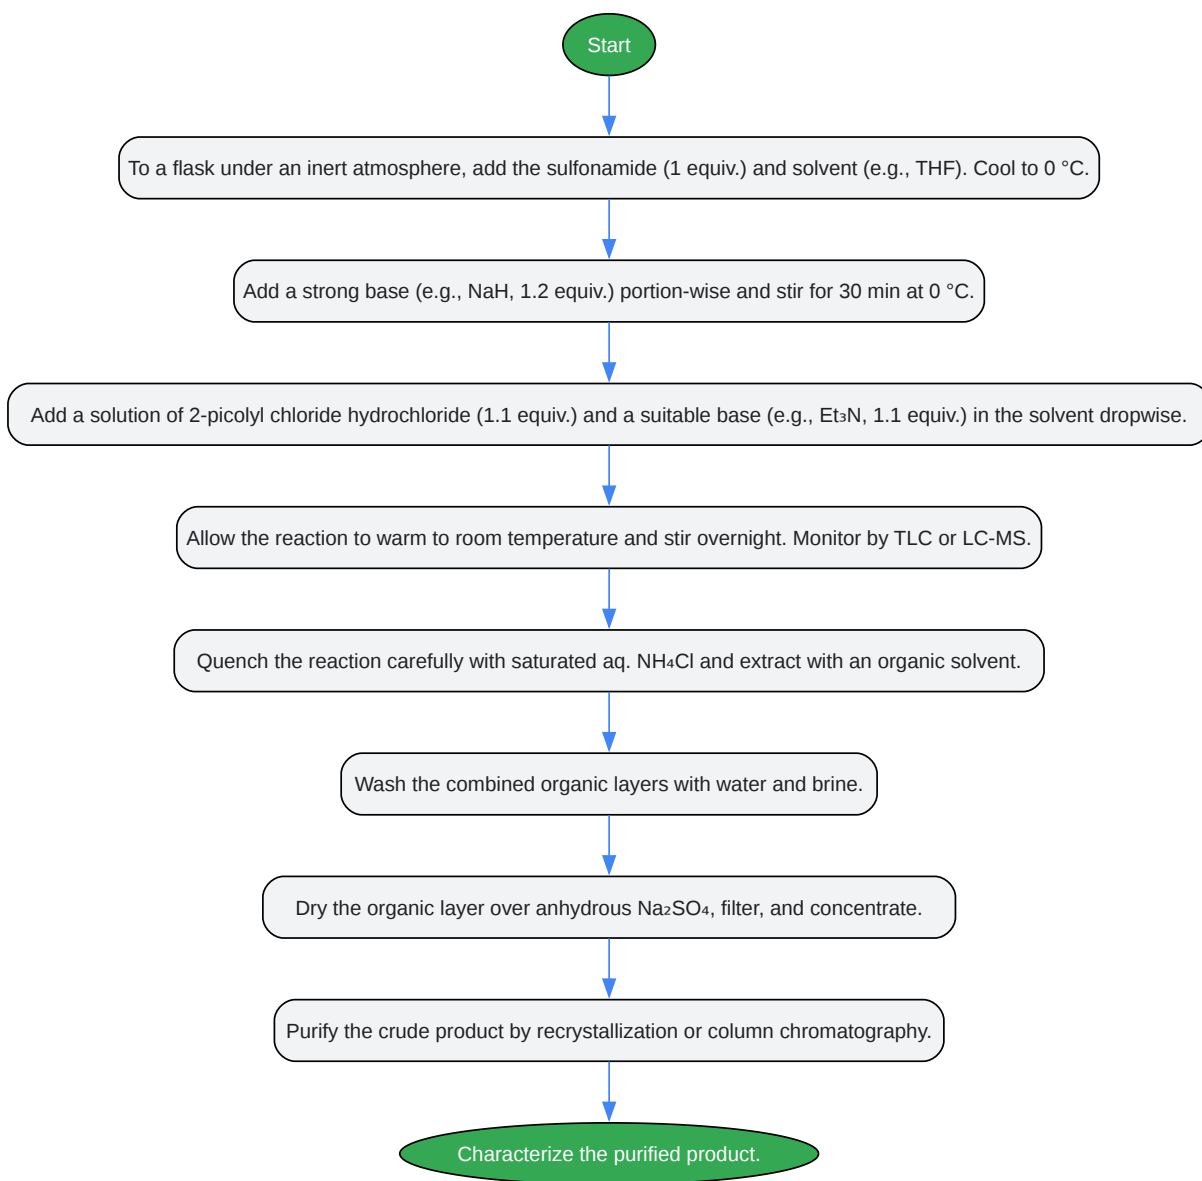 Start
To a flask under an inert atmosphere, add the sulfonamide (1 equiv.) and solvent (e.g., THF). Cool to 0 °C.
Add a strong base (e.g., NaH, 1.2 equiv.) portion-wise and stir for 30 min at 0 °C.
Add a solution of 2-picolyl chloride hydrochloride (1.1 equiv.) and a suitable base (e.g., Et₃N, 1.1 equiv.) in the solvent dropwise.
Allow the reaction to warm to room temperature and stir overnight. Monitor by TLC or LC-MS.
Quench the reaction carefully with saturated aq. NH₄Cl and extract with an organic solvent.
Wash the combined organic layers with water and brine.
Dry the organic layer over anhydrous Na₂SO₄, filter, and concentrate.
Purify the crude product by recrystallization or column chromatography.
Characterize the purified product.